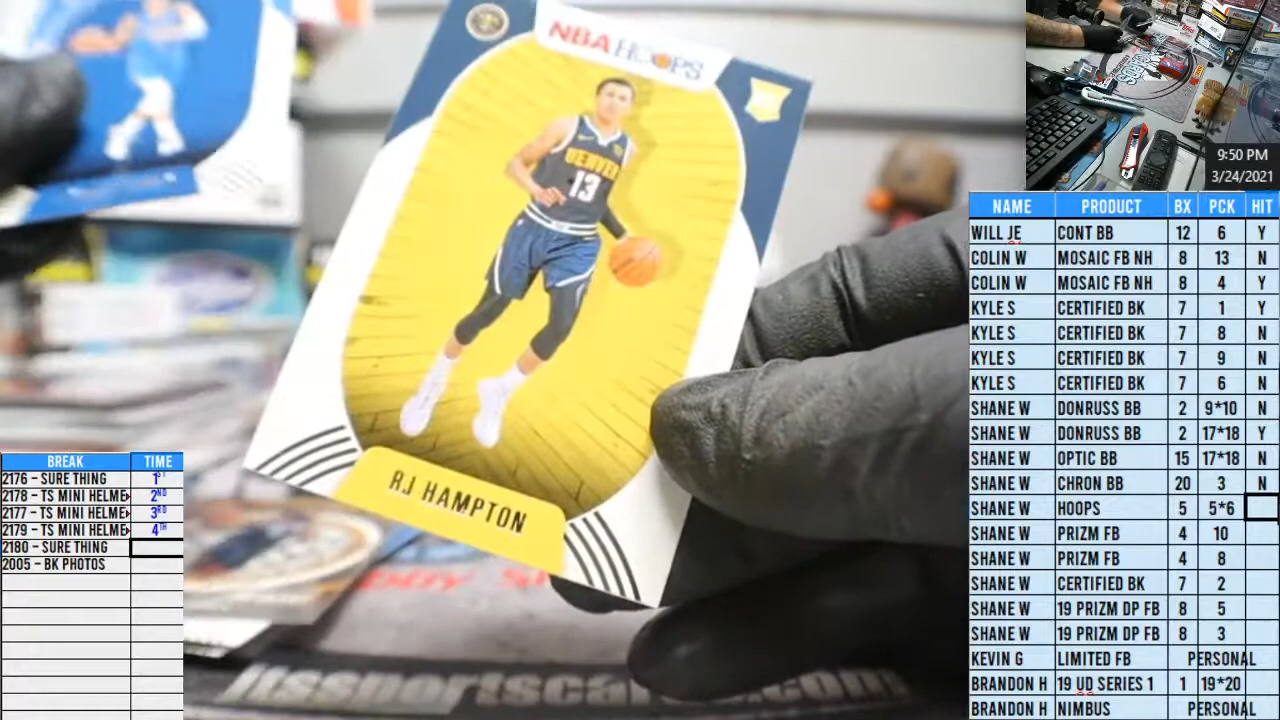 NBA HOOPS
DENVER
13
RJ HAMPTON
9:50 PM
3/24/2021
NAME PRODUCT BX PCK HIT
WILL JE CONT BB 12 6 Y
COLIN W MOSAIC FB NH 8 13 N
COLIN W MOSAIC FB NH 8 4 Y
KYLE S CERTIFIED BK 7 1 Y
KYLE S CERTIFIED BK 7 8 N
KYLE S CERTIFIED BK 7 9 N
KYLE S CERTIFIED BK 7 6 N
SHANE W DONRUSS BB 2 9*10 N
SHANE W DONRUSS BB 2 17*18 Y
SHANE W OPTIC BB 15 17*18 N
SHANE W CHRON BB 20 3 N
SHANE W HOOPS 5 5*6
SHANE W PRIZM FB 4 10
SHANE W PRIZM FB 4 8
SHANE W CERTIFIED BK 7 2
SHANE W 19 PRIZM DP FB 8 5
SHANE W 19 PRIZM DP FB 8 3
KEVIN G LIMITED FB PERSONAL
BRANDON H 19 UD SERIES 1 1 19*20
BRANDON H NIMBUS PERSONAL
BREAK TIME
2176 – SURE THING 1ST
2178 – TS MINI HELME 2ND
2177 – TS MINI HELME 3RD
2179 – TS MINI HELME 4TH
2180 – SURE THING
2005 – BK PHOTOS